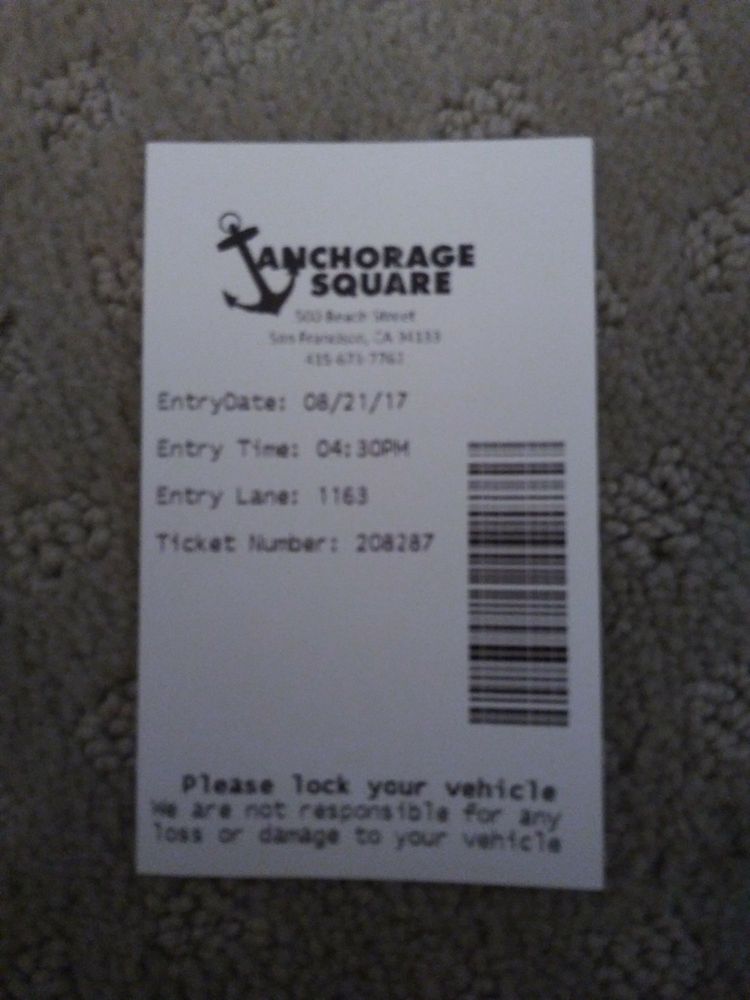 ANCHORAGE
SQUARE
500 Beach Street
San Francisco, CA
EntryDate: 08/21/17
Entry Time: 04:30PM
Entry Lane: 1163
Ticket Number: 208287
Please lock your vehicle
We are not responsible for any
loss or damage to your vehicle